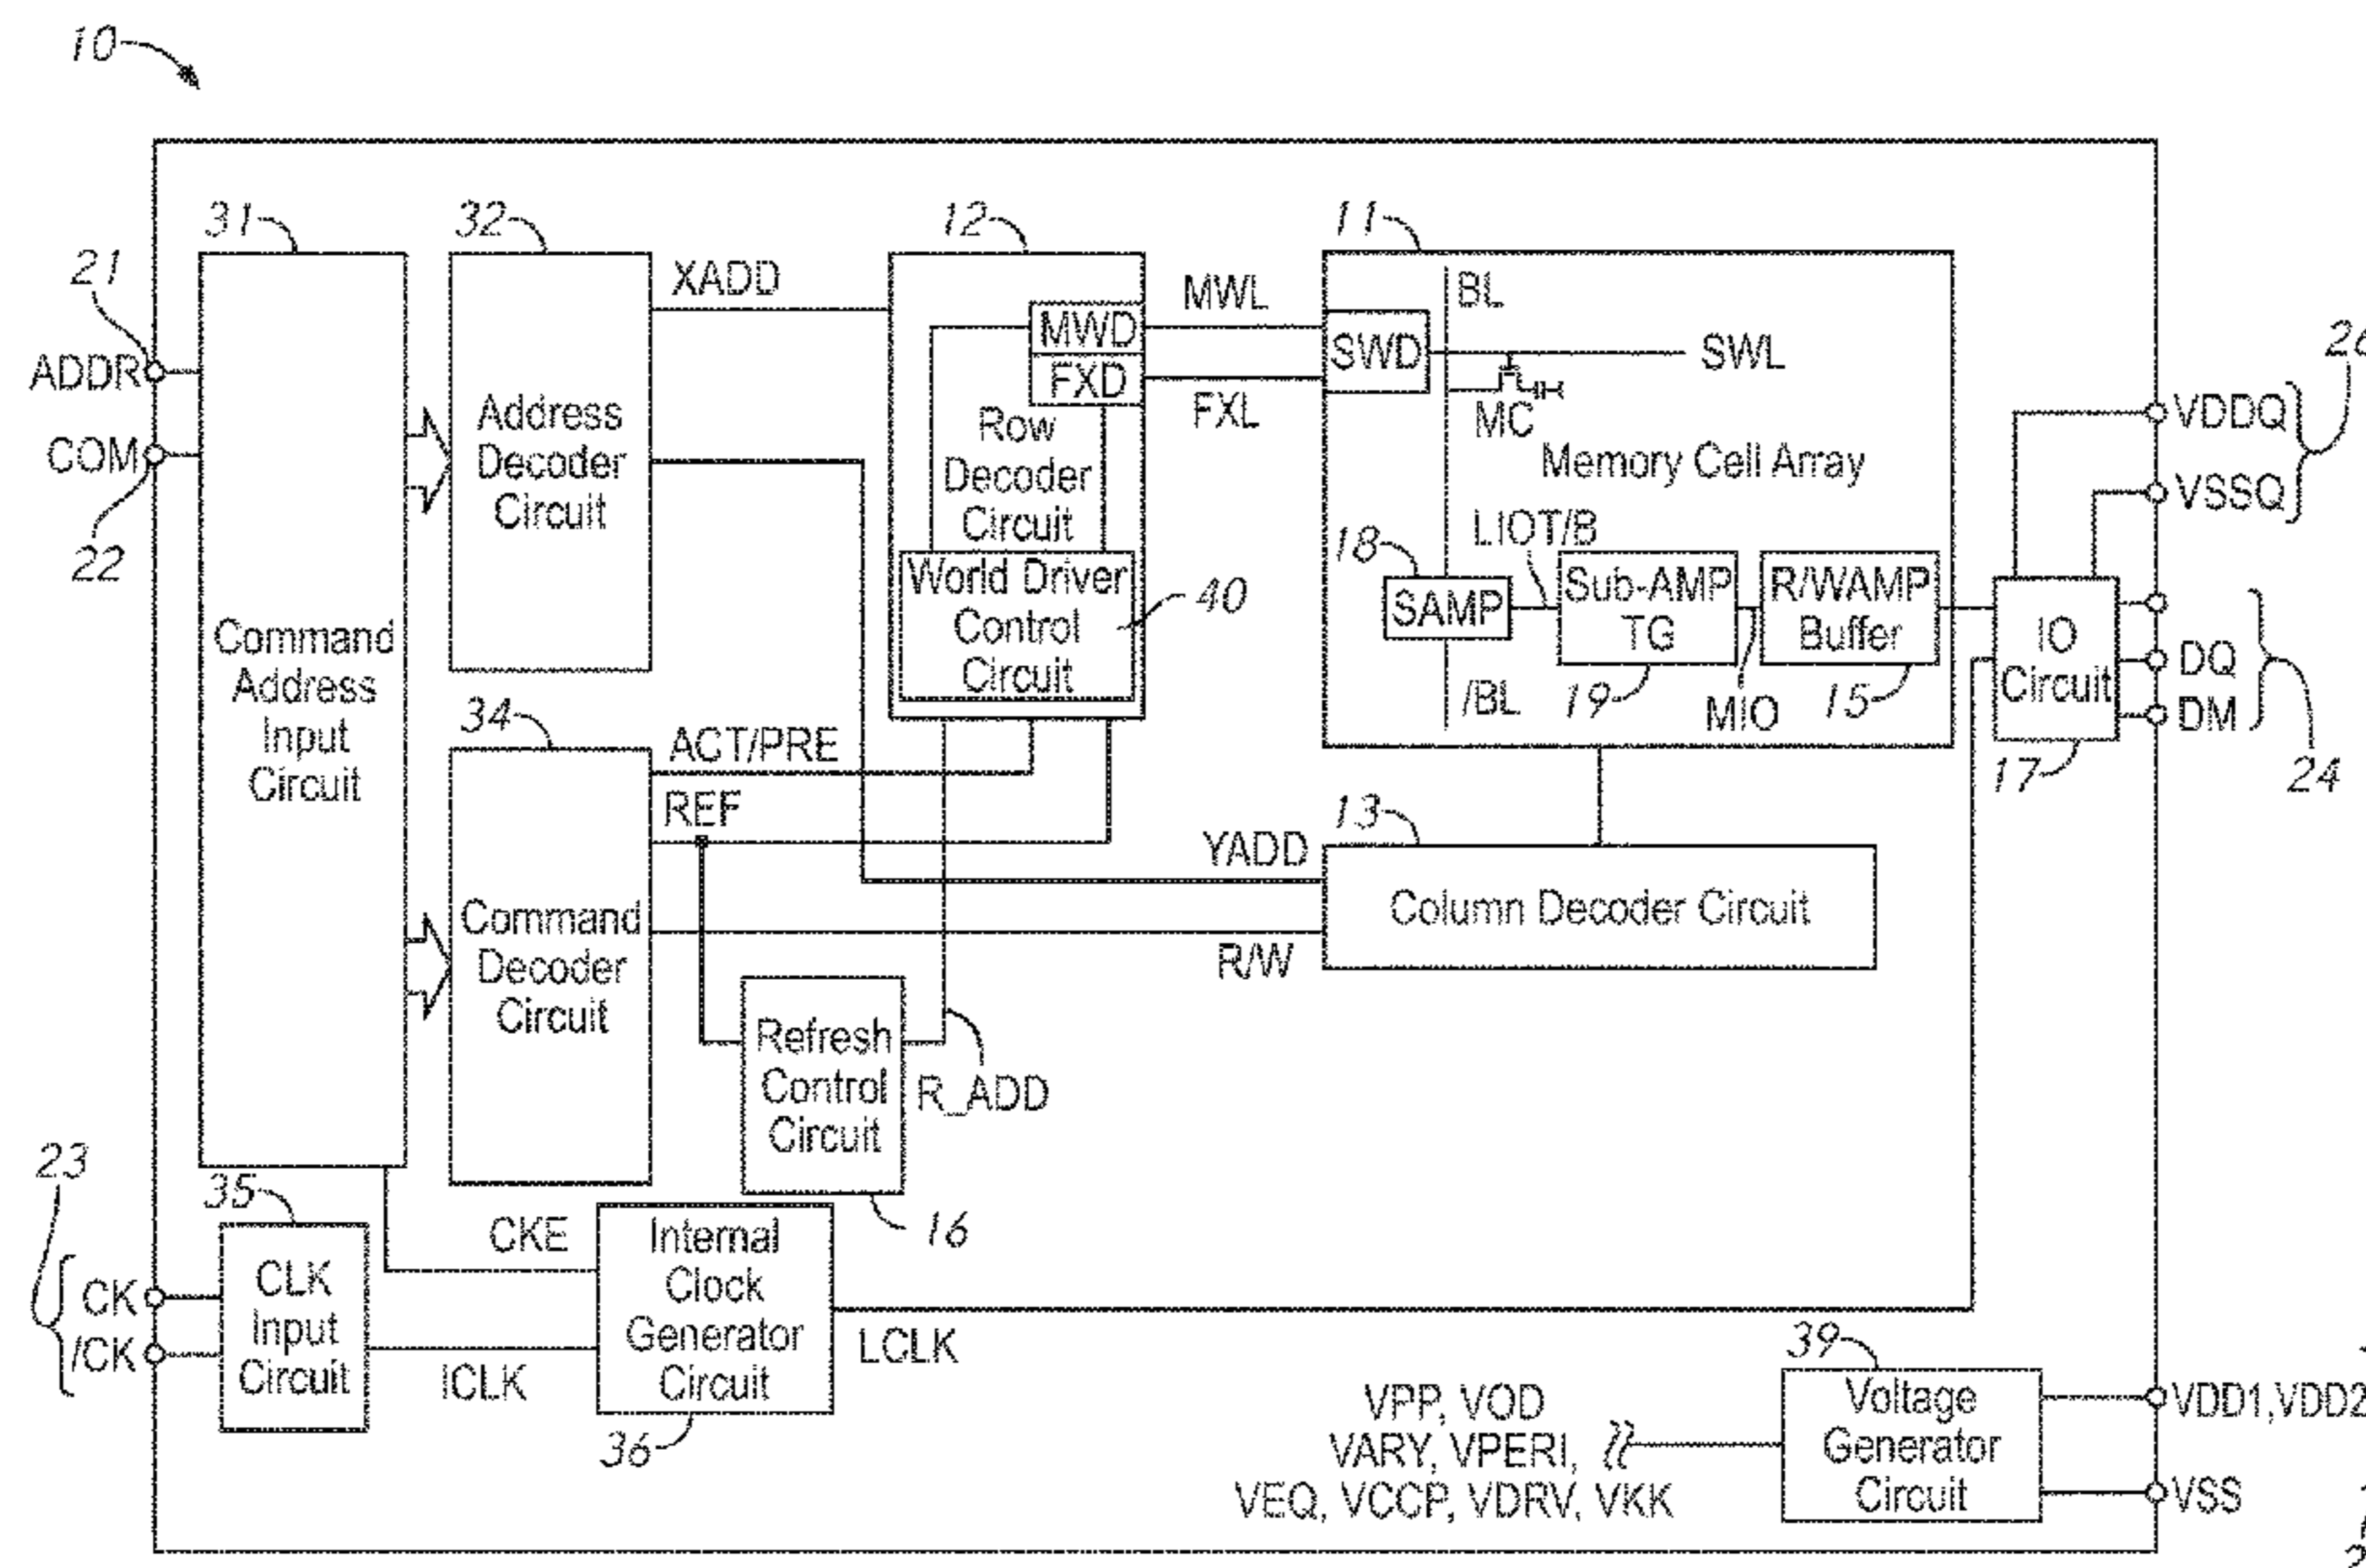 10
31
32
12
11
21
XADD
MWL
BL
MWD
SWD
SWL
ADDR
FXD
FXL
MC
VDDQ
Address
Decoder
Circuit
Row
Decoder
Circuit
COM
Memory Cell Array
VSSQ
22
LIOT/B
18
World Driver
Control
Circuit
40
SAMP
Sub-AMP
TG
R/WAMP
Buffer
IO
Circuit
DQ
DM
Command
Address
Input
Circuit
/BL
19
MIO
15
17
24
34
ACT/PRE
REF
13
YADD
Column Decoder Circuit
Command
Decoder
Circuit
R/W
Refresh
Control
Circuit
R_ADD
23
35
16
CKE
Internal
Clock
Generator
Circuit
CK
/CK
CLK
Input
Circuit
ICLK
LCLK
36
39
VPP, VOD
VARY, VPERI,
VEQ, VCCP, VDRV, VKK
Voltage
Generator
Circuit
VDD1,VDD2
VSS